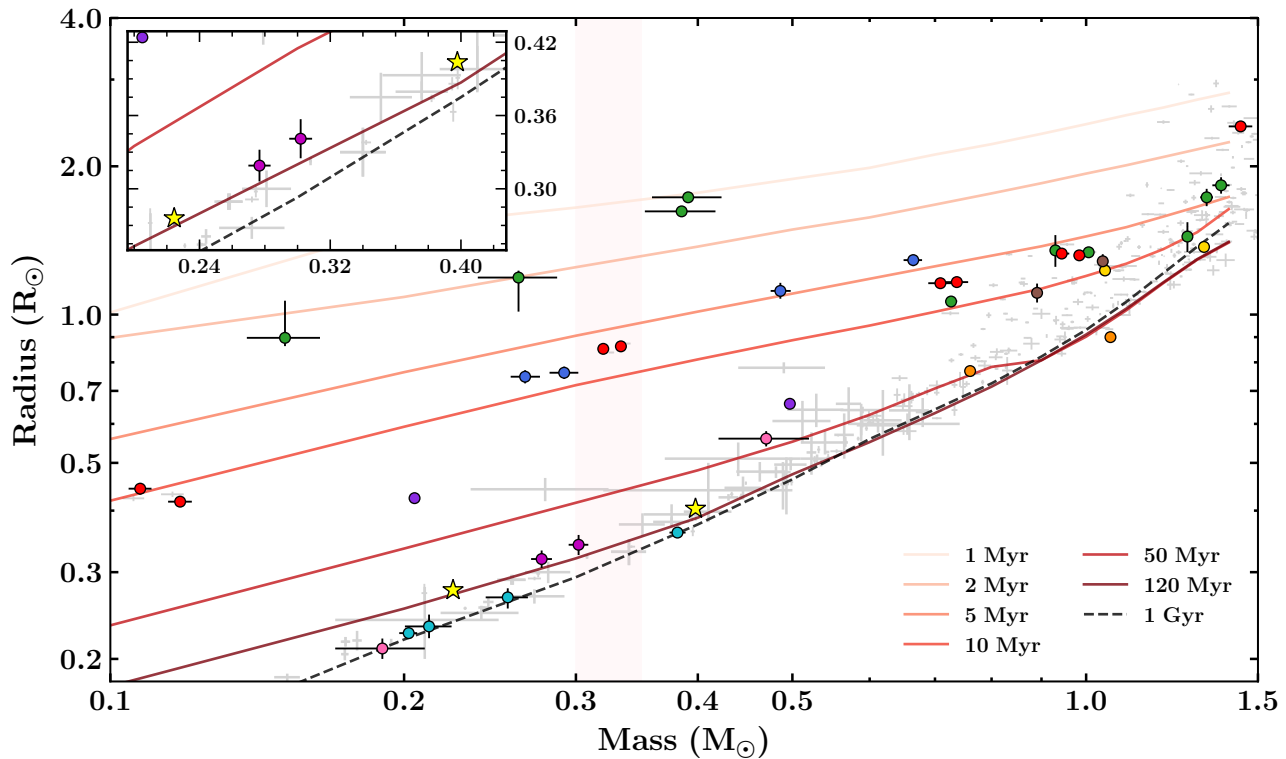 4.0
2.0
1.0
0.7
0.5
0.3
0.2
Radius (R⊙)
0.42
0.36
0.30
0.24 0.32 0.40
1 Myr
2 Myr
5 Myr
10 Myr
50 Myr
120 Myr
1 Gyr
0.1 0.2 0.3 0.4 0.5 1.0 1.5
Mass (M⊙)